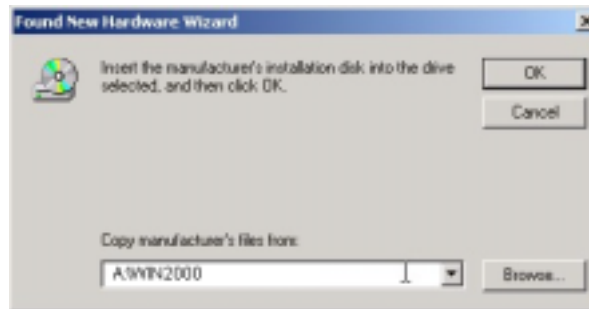 Found New Hardware Wizard
Insert the manufacturer's installation disk into the drive
selected, and then click OK.
OK
Cancel
Copy manufacturer's files from:
A:\WIN2000
Browse...